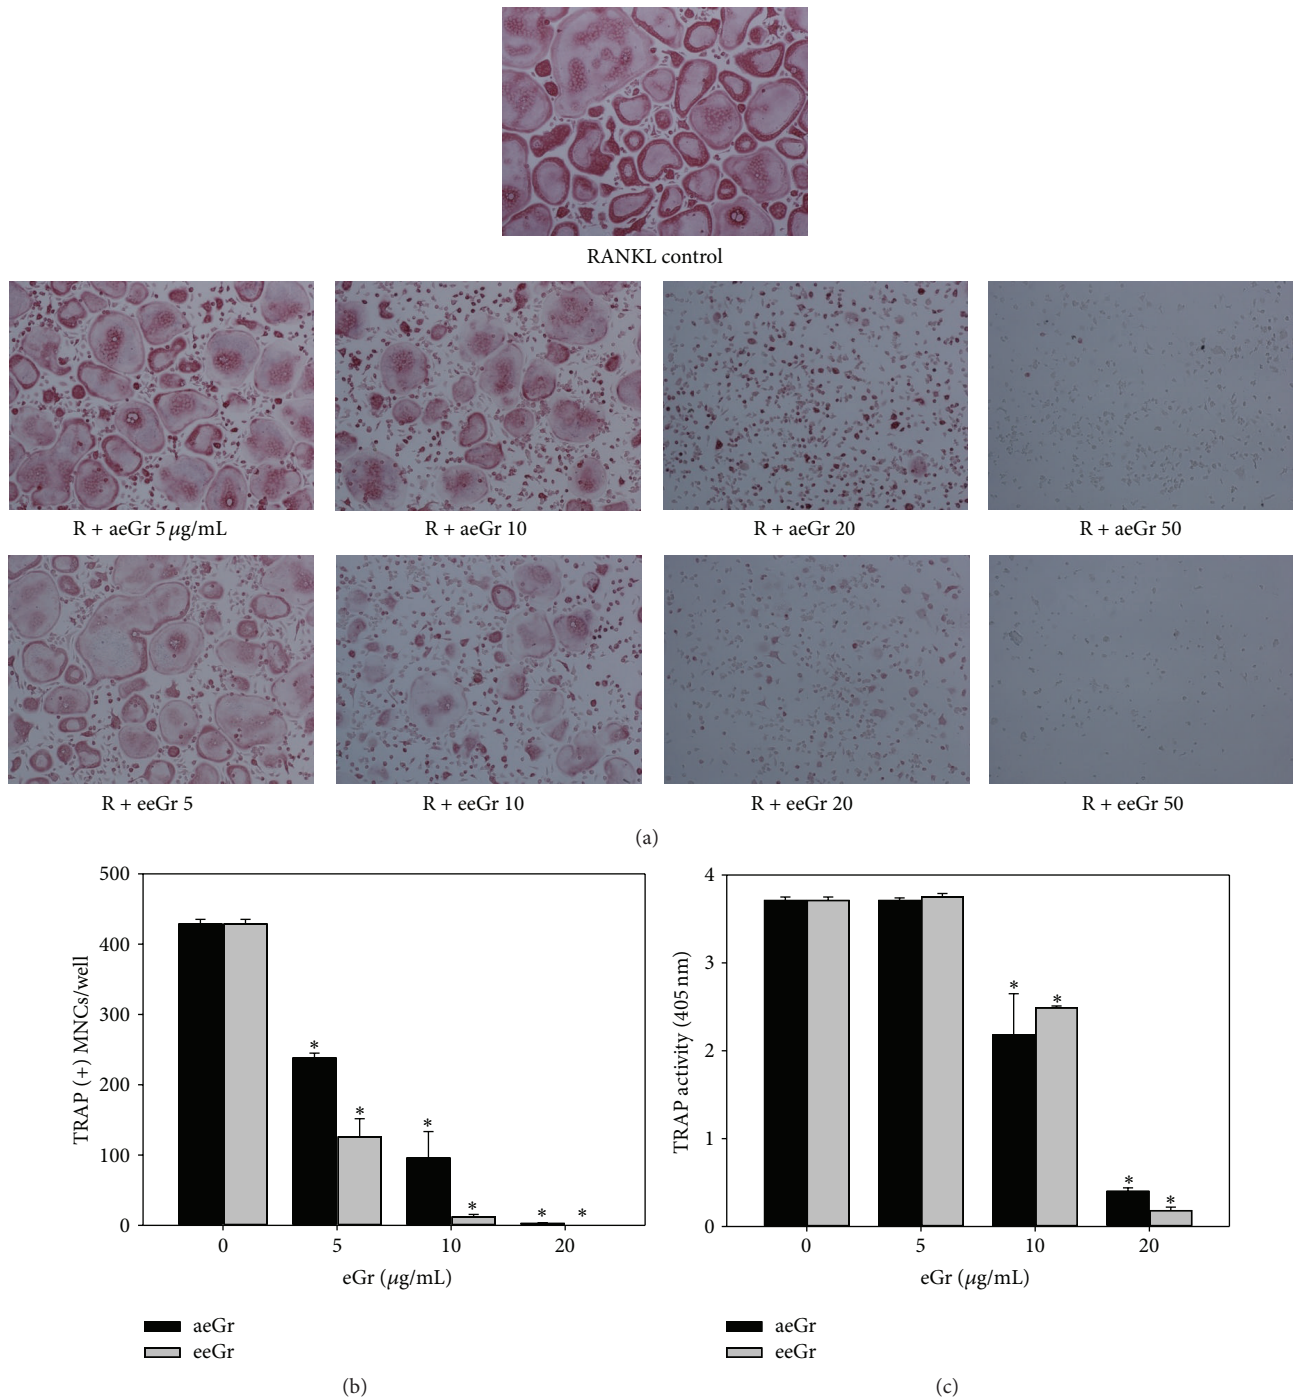 RANKL control
R + aeGr 5 μg/mL
R + aeGr 10
R + aeGr 20
R + aeGr 50
R + eeGr 5
R + eeGr 10
R + eeGr 20
R + eeGr 50
(a)
500
400
300
200
100
0
TRAP (+) MNCs/well
* * * * * *
0 5 10 20
eGr (μg/mL)
aeGr
eeGr
(b)
4
3
2
1
0
TRAP activity (405 nm)
* * * *
0 5 10 20
eGr (μg/mL)
aeGr
eeGr
(c)